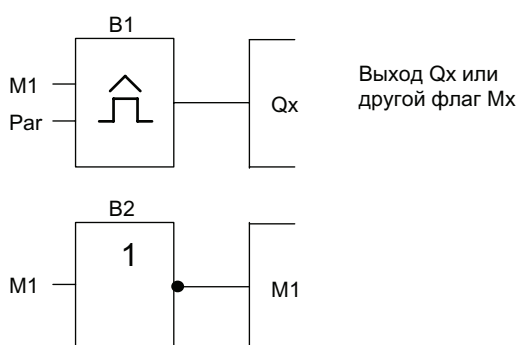 B1
M1
Par
Qx
Выход Qx или
другой флаг Mx
B2
1
M1
M1